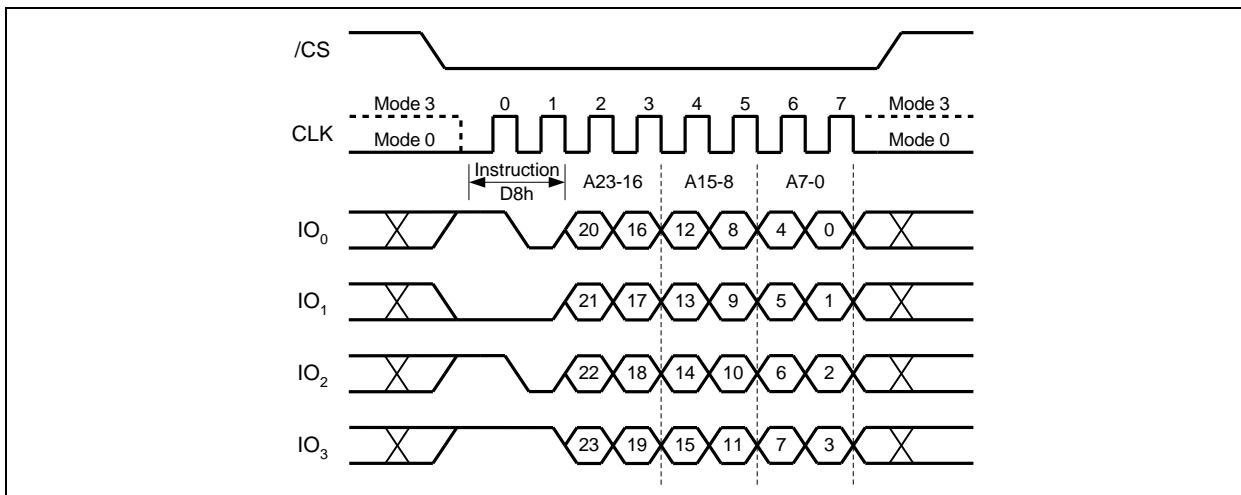 /CS
Mode 3 0 1 2 3 4 5 6 7 Mode 3
CLK
Mode 0 Mode 0
Instruction
D8h
A23-16 A15-8 A7-0
IO0 20 16 12 8 4 0
IO1 21 17 13 9 5 1
IO2 22 18 14 10 6 2
IO3 23 19 15 11 7 3